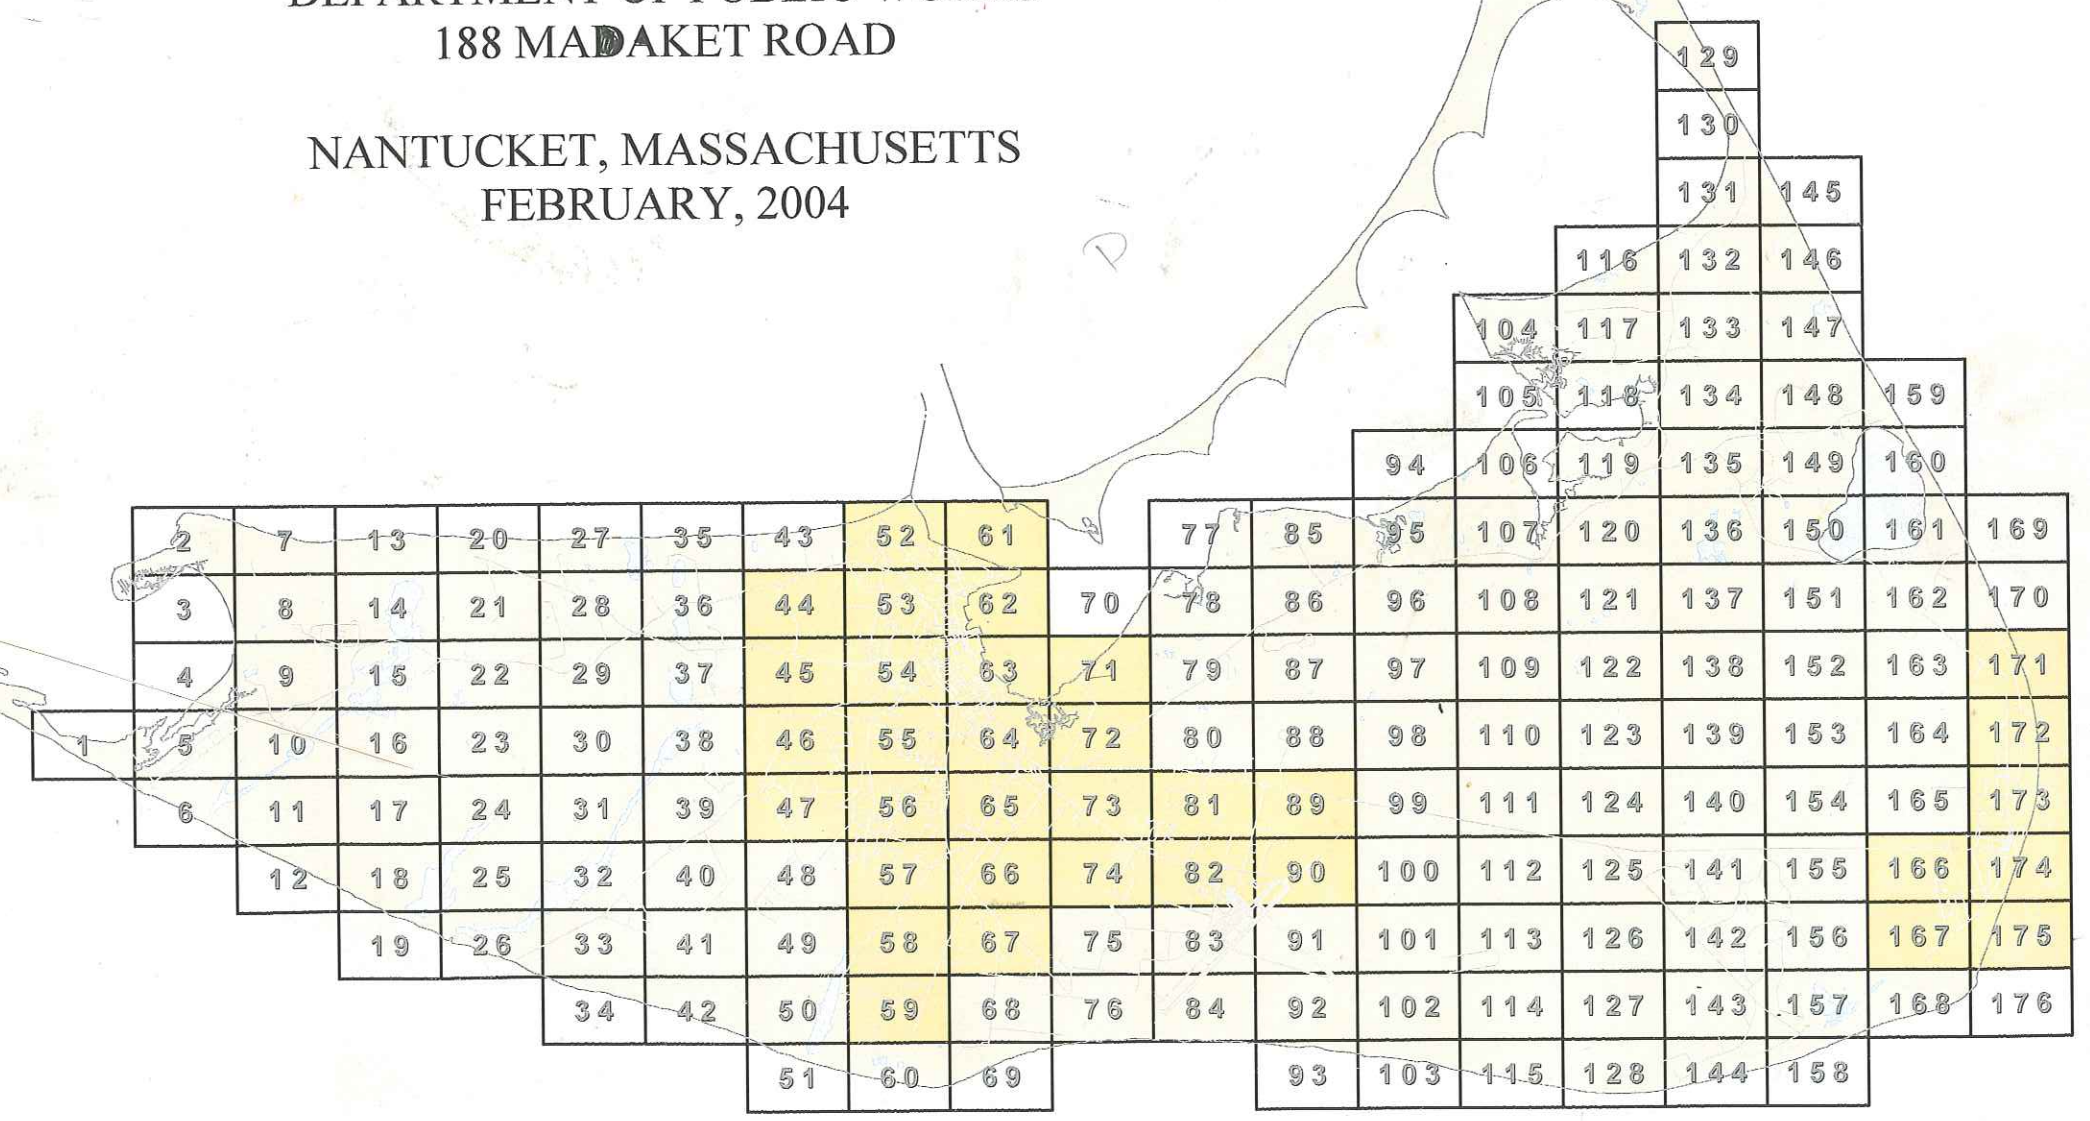 188 MADAKET ROAD
NANTUCKET, MASSACHUSETTS
FEBRUARY, 2004
D
129
130
131 145
116 132 146
104 117 133 147
105 118 134 148 159
94 106 119 135 149 160
2 7 13 20 27 35 43 52 61 77 85 95 107 120 136 150 161 169
3 8 14 21 28 36 44 53 62 70 78 86 96 108 121 137 151 162 170
4 9 15 22 29 37 45 54 63 71 79 87 97 109 122 138 152 163 171
1 5 10 16 23 30 38 46 55 64 72 80 88 98 110 123 139 153 164 172
6 11 17 24 31 39 47 56 65 73 81 89 99 111 124 140 154 165 173
12 18 25 32 40 48 57 66 74 82 90 100 112 125 141 155 166 174
19 26 33 41 49 58 67 75 83 91 101 113 126 142 156 167 175
34 42 50 59 68 76 84 92 102 114 127 143 157 168 176
51 60 69 93 103 115 128 144 158